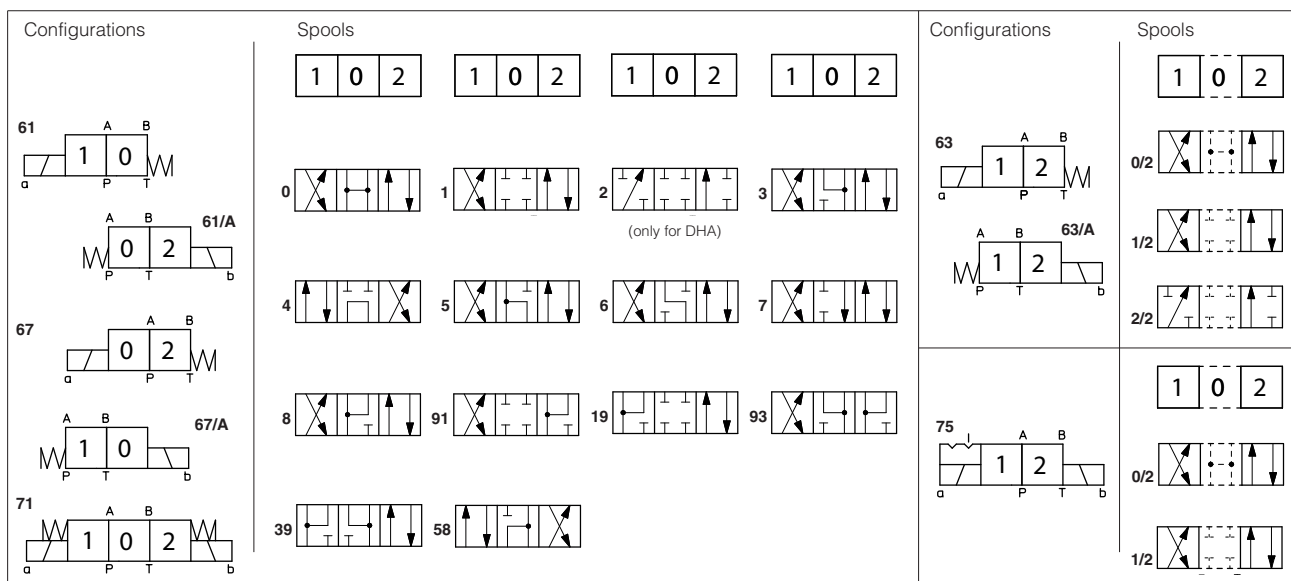 Configurations
Spools
1 0 2
1 0 2
1 0 2
1 0 2
61
A B
1 0
a P T
0
1
2
3
(only for DHA)
61/A
A B
0 2
P T b
4
5
6
7
67
A B
0 2
a P T
67/A
A B
1 0
P T b
8
91
19
93
71
A B
1 0 2
a P T b
39
58
Configurations
Spools
1 0 2
63
A B
1 2
a P T
63/A
A B
1 2
P T b
0/2
1/2
2/2
1 0 2
75
A B
1 2
a P T b
0/2
1/2